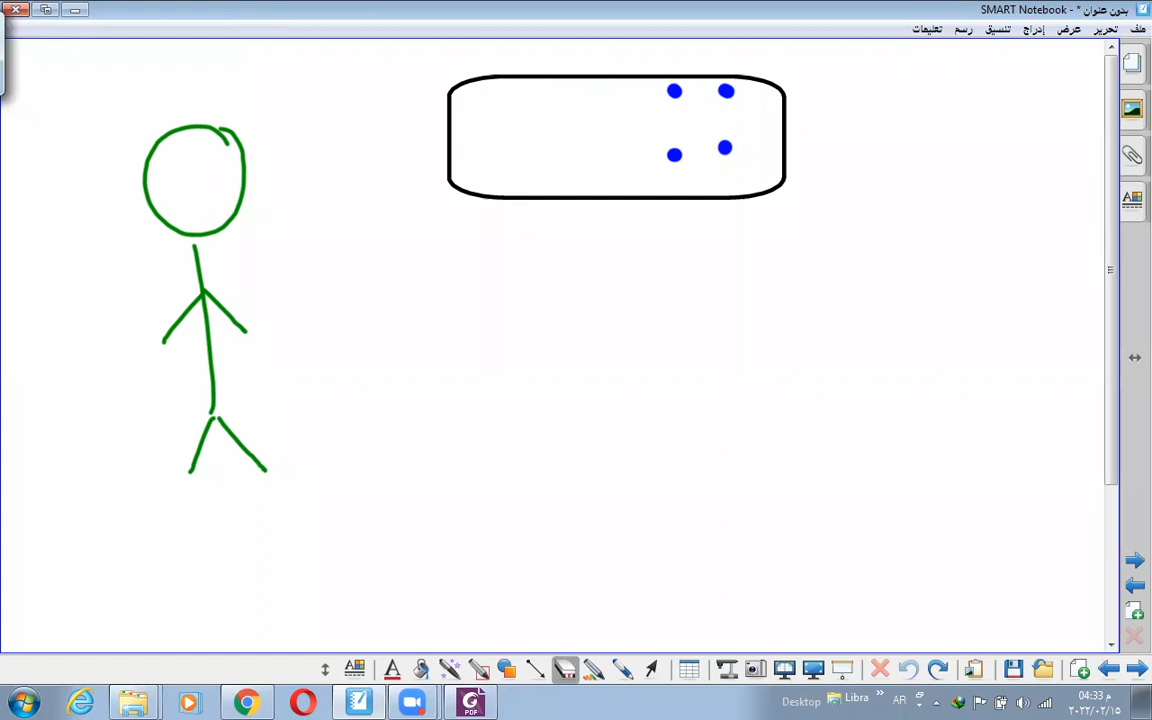 بدون عنوان * - SMART Notebook
ملف تحرير عرض إدراج تنسيق رسم تعليمات
PDF
Desktop
Libra
»
AR
04:33 م
٢٠٢٢/٠٢/١٥